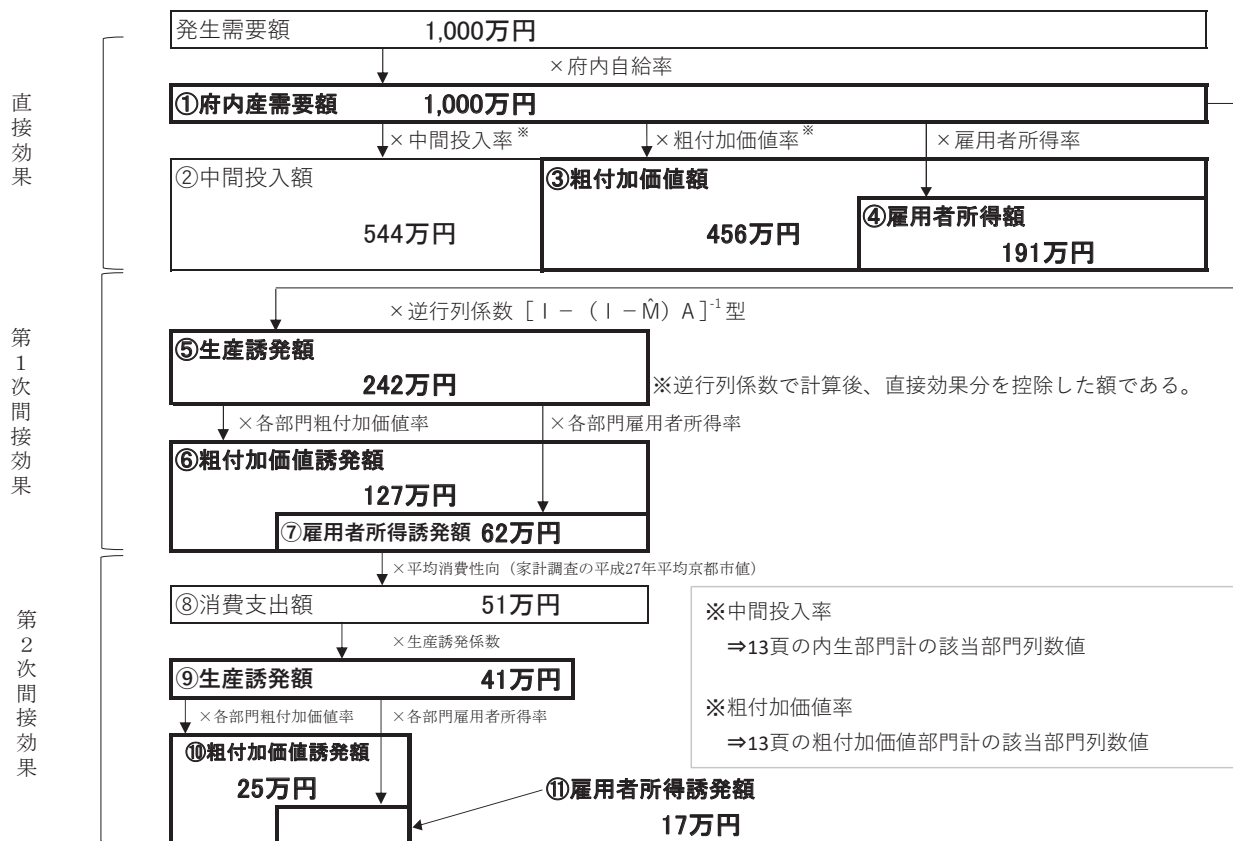 発生需要額 1,000万円
×府内自給率
直接効果
①府内産需要額 1,000万円
×中間投入率※ ×粗付加価値率※ ×雇用者所得率
②中間投入額 ③粗付加価値額
④雇用者所得額
544万円 456万円
191万円
×逆行列係数［Ｉ－（Ｉ－M̂）Ａ］-1型
第１次間接効果
⑤生産誘発額
242万円 ※逆行列係数で計算後、直接効果分を控除した額である。
×各部門粗付加価値率 ×各部門雇用者所得率
⑥粗付加価値誘発額
127万円
⑦雇用者所得誘発額 62万円
×平均消費性向（家計調査の平成27年平均京都市値）
第２次間接効果
⑧消費支出額 51万円
×生産誘発係数
⑨生産誘発額 41万円
×各部門粗付加価値率 ×各部門雇用者所得率
⑩粗付加価値誘発額
25万円
⑪雇用者所得誘発額
17万円
※中間投入率
⇒13頁の内生部門計の該当部門列数値
※粗付加価値率
⇒13頁の粗付加価値部門計の該当部門列数値